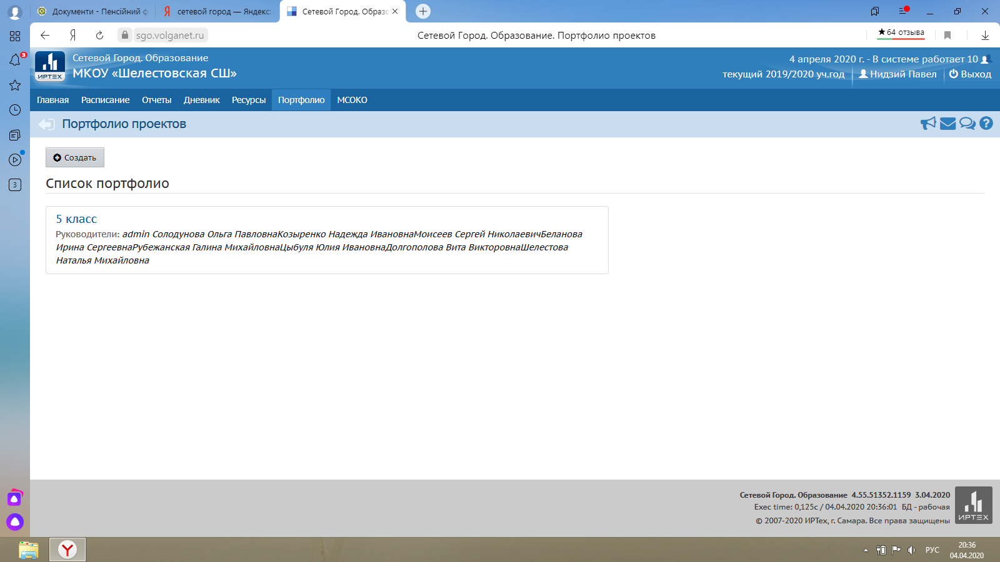 Документи - Пенсійний ф
сетевой город — Яндекс:
Сетевой Город. Образо
sgo.volganet.ru
Сетевой Город. Образование. Портфолио проектов
64 отзыва
3
Сетевой Город. Образование
МКОУ «Шелестовская СШ»
ИРТЕХ
4 апреля 2020 г. - В системе работает 10
текущий 2019/2020 уч.год
Нидзий Павел
Выход
Главная Расписание Отчеты Дневник Ресурсы Портфолио МСОКО
Портфолио проектов
Создать
Список портфолио
3
5 класс
Руководители: admin Солодунова Ольга ПавловнаКозыренко Надежда ИвановнаМоисеев Сергей НиколаевичБеланова
Ирина СергеевнаРубежанская Галина МихайловнаЦыбуля Юлия ИвановнаДолгополова Вита ВикторовнаШелестова
Наталья Михайловна
Сетевой Город. Образование 4.55.51352.1159 3.04.2020
Exec time: 0,125с / 04.04.2020 20:36:01 БД - рабочая
© 2007-2020 ИРТех, г. Самара. Все права защищены
ИРТЕХ
РУС
20:36
04.04.2020